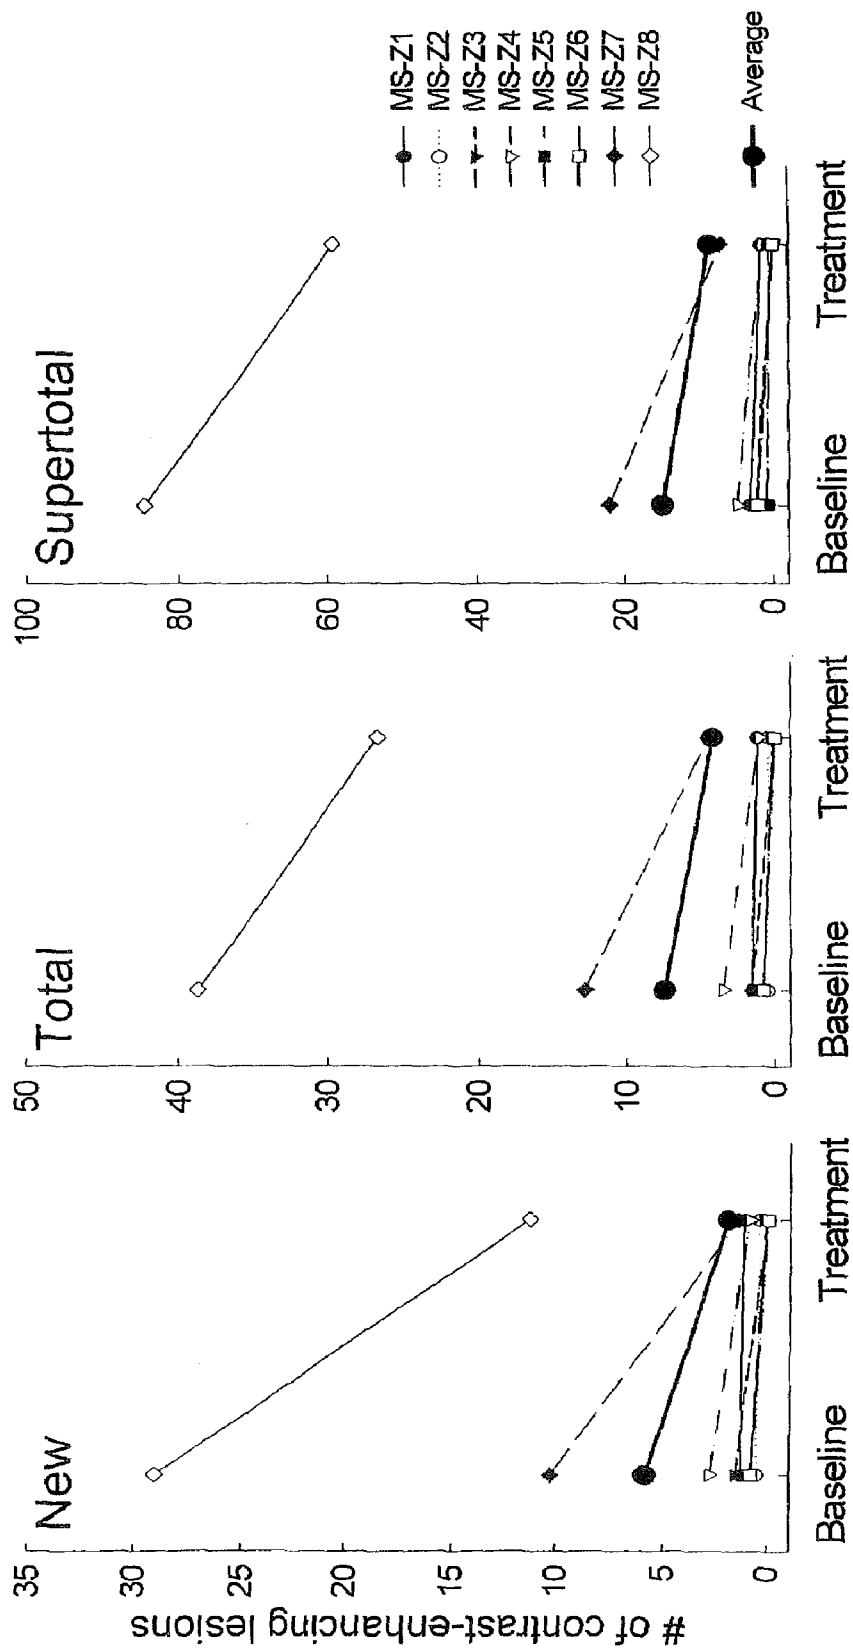 # of contrast-enhancing lesions
New
35
30
25
20
15
10
5
0
Baseline Treatment
Total
50
40
30
20
10
0
Baseline Treatment
Supertotal
100
80
60
40
20
0
Baseline Treatment
MS-Z1
MS-Z2
MS-Z3
MS-Z4
MS-Z5
MS-Z6
MS-Z7
MS-Z8
Average